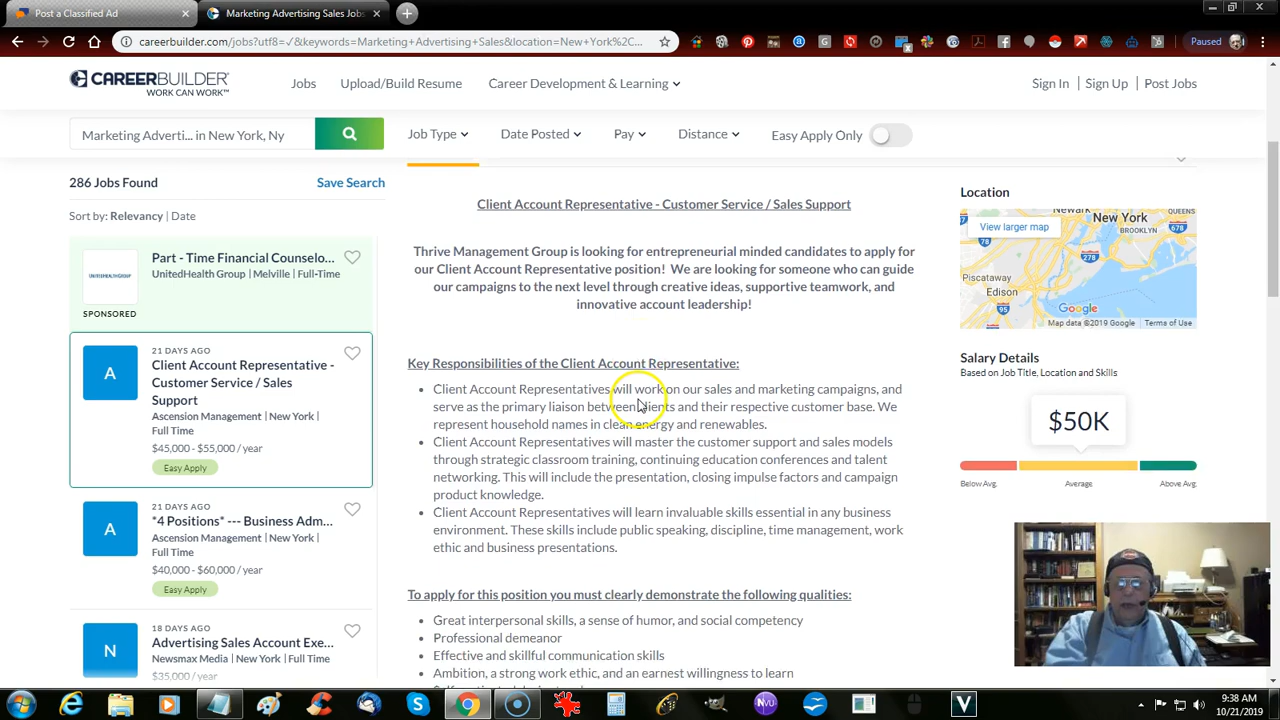 Post a Classified Ad
Marketing Advertising Sales Jobs
careerbuilder.com/jobs?utf8=✓&keywords=Marketing+Advertising+Sales&location=New+York%2C...
Paused
CAREERBUILDER
WORK CAN WORK™
Jobs
Upload/Build Resume
Career Development & Learning
Sign In | Sign Up | Post Jobs
Marketing Adverti... in New York, Ny
Job Type
Date Posted
Pay
Distance
Easy Apply Only
286 Jobs Found
Save Search
Sort by: Relevancy | Date
UNITEDHEALTH GROUP
SPONSORED
Part - Time Financial Counselo...
UnitedHealth Group | Melville | Full-Time
A
21 DAYS AGO
Client Account Representative -
Customer Service / Sales
Support
Ascension Management | New York |
Full Time
$45,000 - $55,000 / year
Easy Apply
A
21 DAYS AGO
*4 Positions* --- Business Adm...
Ascension Management | New York |
Full Time
$40,000 - $60,000 / year
Easy Apply
N
18 DAYS AGO
Advertising Sales Account Exe...
Newsmax Media | New York | Full Time
$35,000 / year
Client Account Representative - Customer Service / Sales Support
Thrive Management Group is looking for entrepreneurial minded candidates to apply for
our Client Account Representative position! We are looking for someone who can guide
our campaigns to the next level through creative ideas, supportive teamwork, and
innovative account leadership!
Key Responsibilities of the Client Account Representative:
• Client Account Representatives will work on our sales and marketing campaigns, and
serve as the primary liaison between clients and their respective customer base. We
represent household names in clean energy and renewables.
• Client Account Representatives will master the customer support and sales models
through strategic classroom training, continuing education conferences and talent
networking. This will include the presentation, closing impulse factors and campaign
product knowledge.
• Client Account Representatives will learn invaluable skills essential in any business
environment. These skills include public speaking, discipline, time management, work
ethic and business presentations.
To apply for this position you must clearly demonstrate the following qualities:
• Great interpersonal skills, a sense of humor, and social competency
• Professional demeanor
• Effective and skillful communication skills
• Ambition, a strong work ethic, and an earnest willingness to learn
Location
View larger map
Newark
New York
QUEENS
BROOKLYN
678
78
278
Piscataway
Edison
95
Google
Map data ©2019 Google | Terms of Use
Salary Details
Based on Job Title, Location and Skills
$50K
Below Avg.
Average
Above Avg.
9:38 AM
10/21/2019